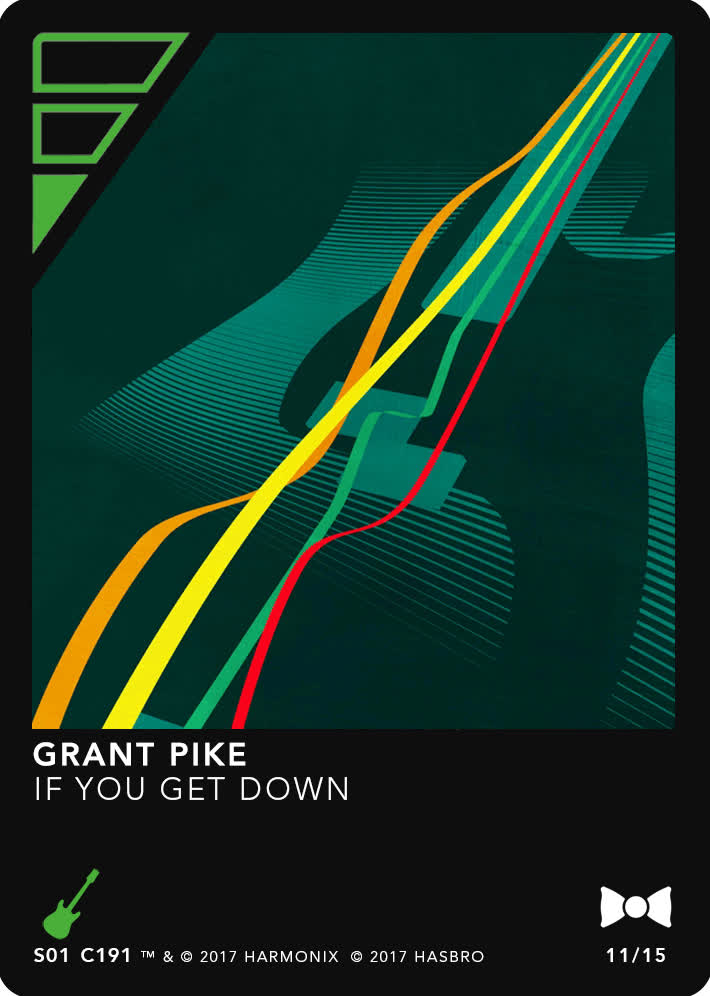 GRANT PIKE
IF YOU GET DOWN
S01 C191 ™ & © 2017 HARMONIX © 2017 HASBRO
11/15